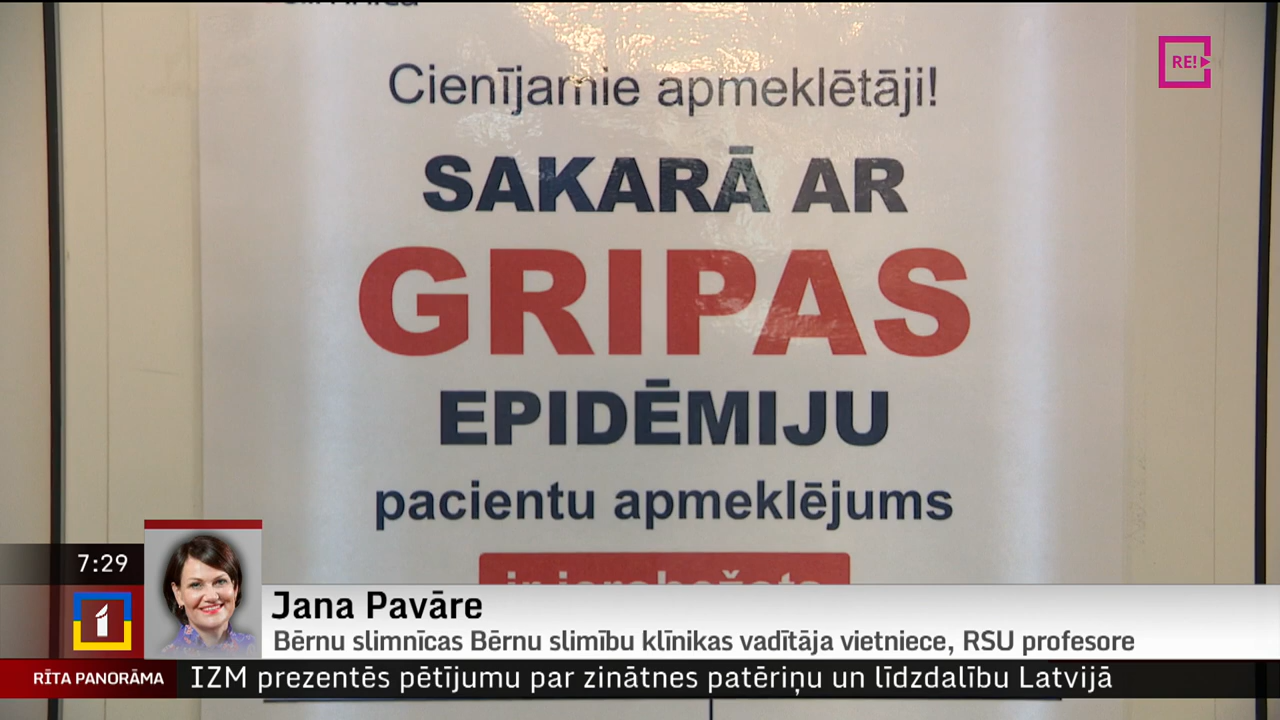 RE!
Cienījamie apmeklētāji!
SAKARĀ AR
GRIPAS
EPIDĒMIJU
pacientu apmeklējums
7:29
1
Jana Pavāre
Bērnu slimnīcas Bērnu slimību klīnikas vadītāja vietniece, RSU profesore
RĪTA PANORĀMA
IZM prezentēs pētījumu par zinātnes patēriņu un līdzdalību Latvijā